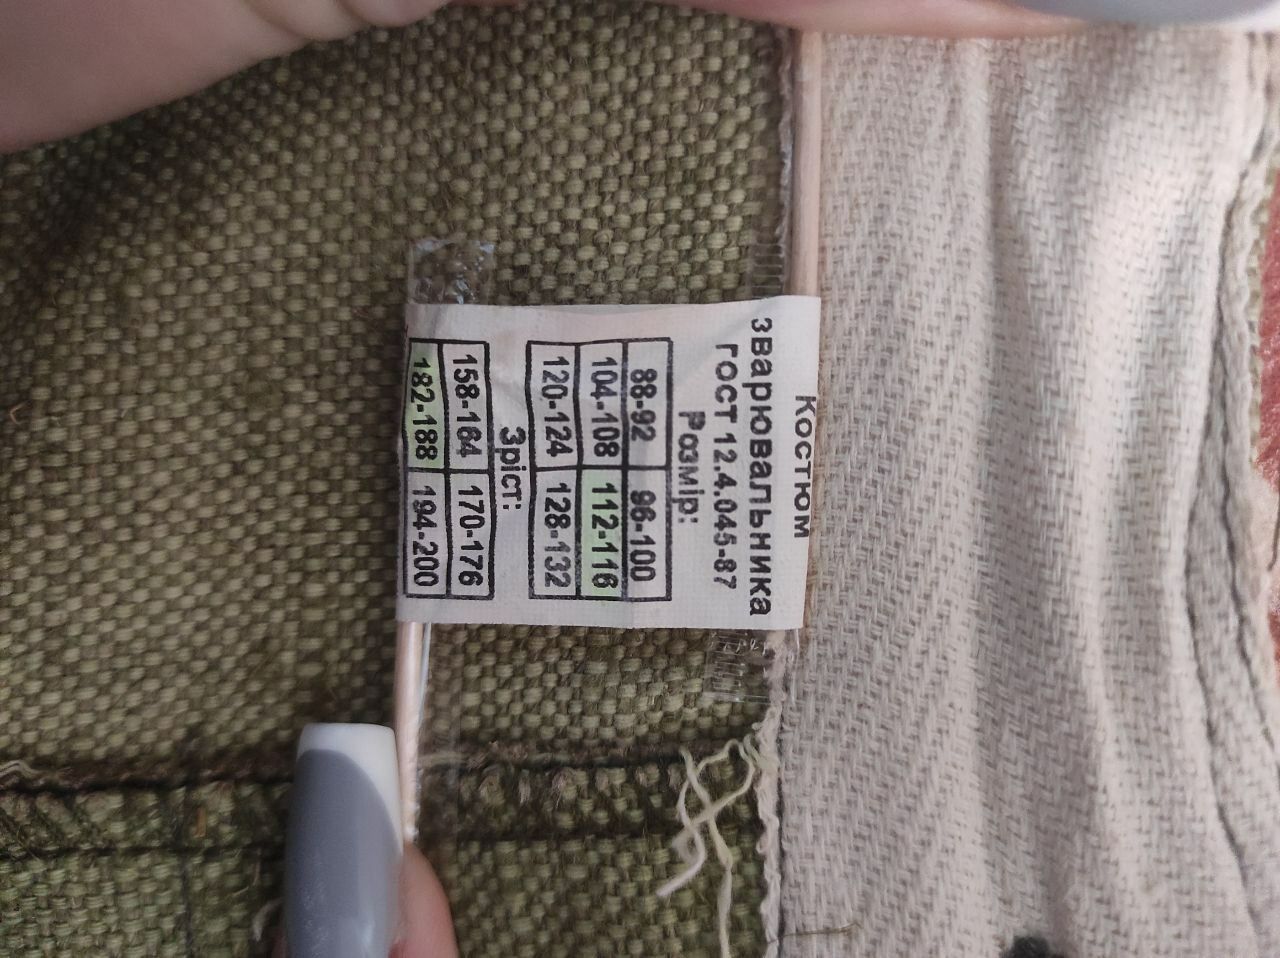 Костюм
зварювальника
ГОСТ 12.4.045-87
Розмір:
88-92 96-100
104-108 112-116
120-124 128-132
Зріст:
158-164 170-176
182-188 194-200